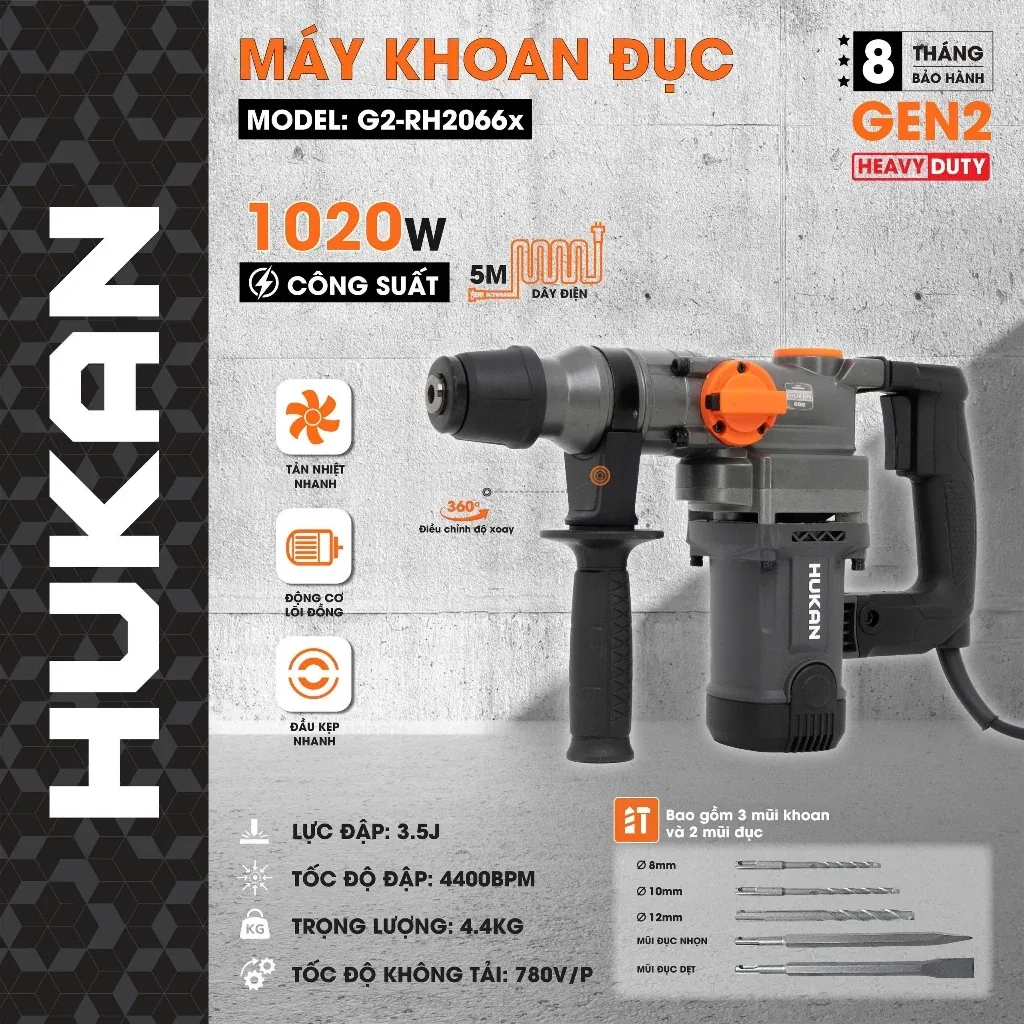 HUKAN
MÁY KHOAN ĐỤC
MODEL: G2-RH2066x
8
THÁNG
BẢO HÀNH
GEN2
HEAVY DUTY
1020W
CÔNG SUẤT
5M
DÂY ĐIỆN
TẢN NHIỆT
NHANH
360°
Điều chỉnh độ xoay
ĐỘNG CƠ
LÕI ĐỒNG
HUKAN
ĐẦU KẸP
NHANH
LỰC ĐẬP: 3.5J
TỐC ĐỘ ĐẬP: 4400BPM
KG
TRỌNG LƯỢNG: 4.4KG
TỐC ĐỘ KHÔNG TẢI: 780V/P
Bao gồm 3 mũi khoan
và 2 mũi đục
Ø 8mm
Ø 10mm
Ø 12mm
MŨI ĐỤC NHỌN
MŨI ĐỤC DẸT